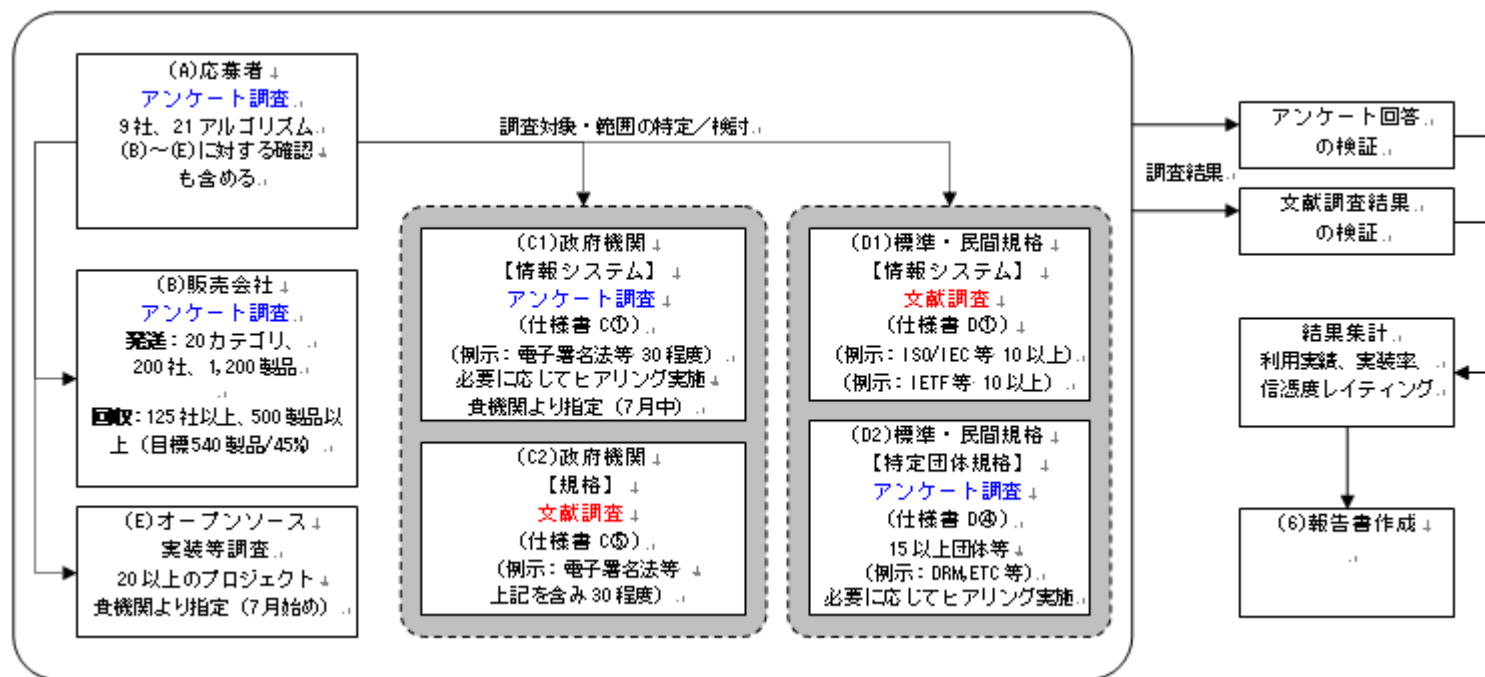 (A)応募者
アンケート調査
9社、21アルゴリズム
(B)～(E)に対する確認
も含める
(B)販売会社
アンケート調査
発送：20カテゴリ、
200社、1,200製品
回収：125社以上、500製品以
上（目標540製品/45%）
(E)オープンソース
実装等調査
20以上のプロジェクト
貴機関より指定（7月始め）
調査対象・範囲の特定／検討
(C1)政府機関
【情報システム】
アンケート調査
(仕様書 C①)
(例示：電子署名法等 30程度)
必要に応じてヒアリング実施
貴機関より指定（7月中）
(C2)政府機関
【規格】
文献調査
(仕様書 C⑤)
(例示：電子署名法等
上記を含み30程度)
(D1)標準・民間規格
【情報システム】
文献調査
(仕様書 D①)
(例示：ISO/IEC等 10以上)
(例示：IETF等 10以上)
(D2)標準・民間規格
【特定団体規格】
アンケート調査
(仕様書 D④)
15以上団体等
(例示：DRM,ETC等)
必要に応じてヒアリング実施
調査結果
アンケート回答
の検証
文献調査結果
の検証
結果集計
利用実績、実装率、
信憑度レイティング
(6)報告書作成